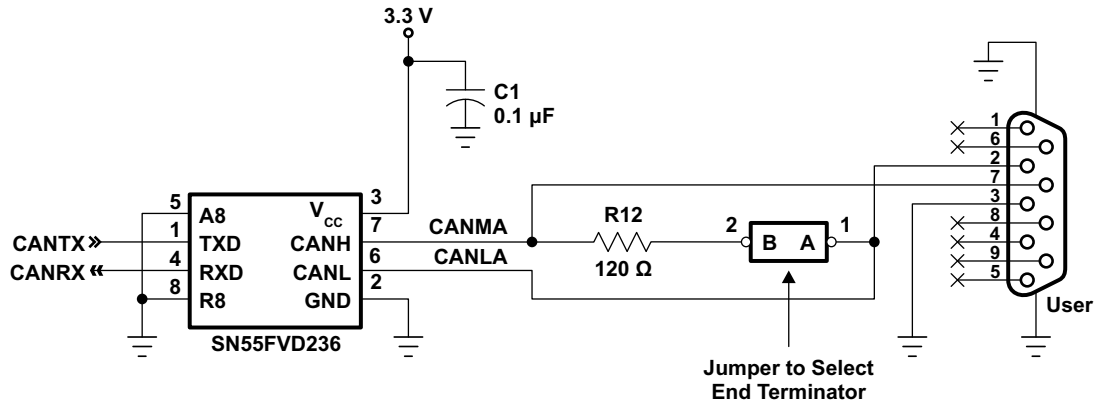 3.3 V
C1
0.1 µF
1
6
2
7
3
8
4
9
5
User
5
A8
VCC
3
CANTX
1
TXD
CANH
7
CANMA
CANRX
4
RXD
CANL
6
CANLA
8
R8
GND
2
SN55FVD236
R12
120 Ω
2
B A
1
Jumper to Select
End Terminator